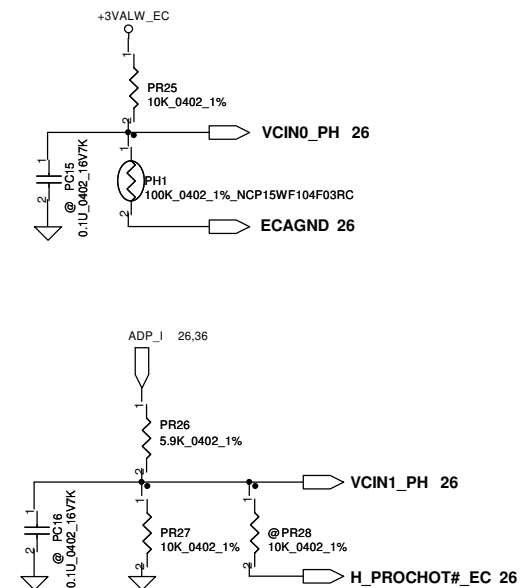 +3VALW_EC
1
PR25
10K_0402_1%
2
VCIN0_PH 26
1
2
@ PC15
0.1U_0402_16V7K
1
PH1
100K_0402_1%_NCP15WF104F03RC
2
ECAGND 26
ADP_I 26,36
1
PR26
5.9K_0402_1%
2
VCIN1_PH 26
1
2
@ PC16
0.1U_0402_16V7K
1
PR27
10K_0402_1%
2
1
@PR28
10K_0402_1%
2
H_PROCHOT#_EC 26